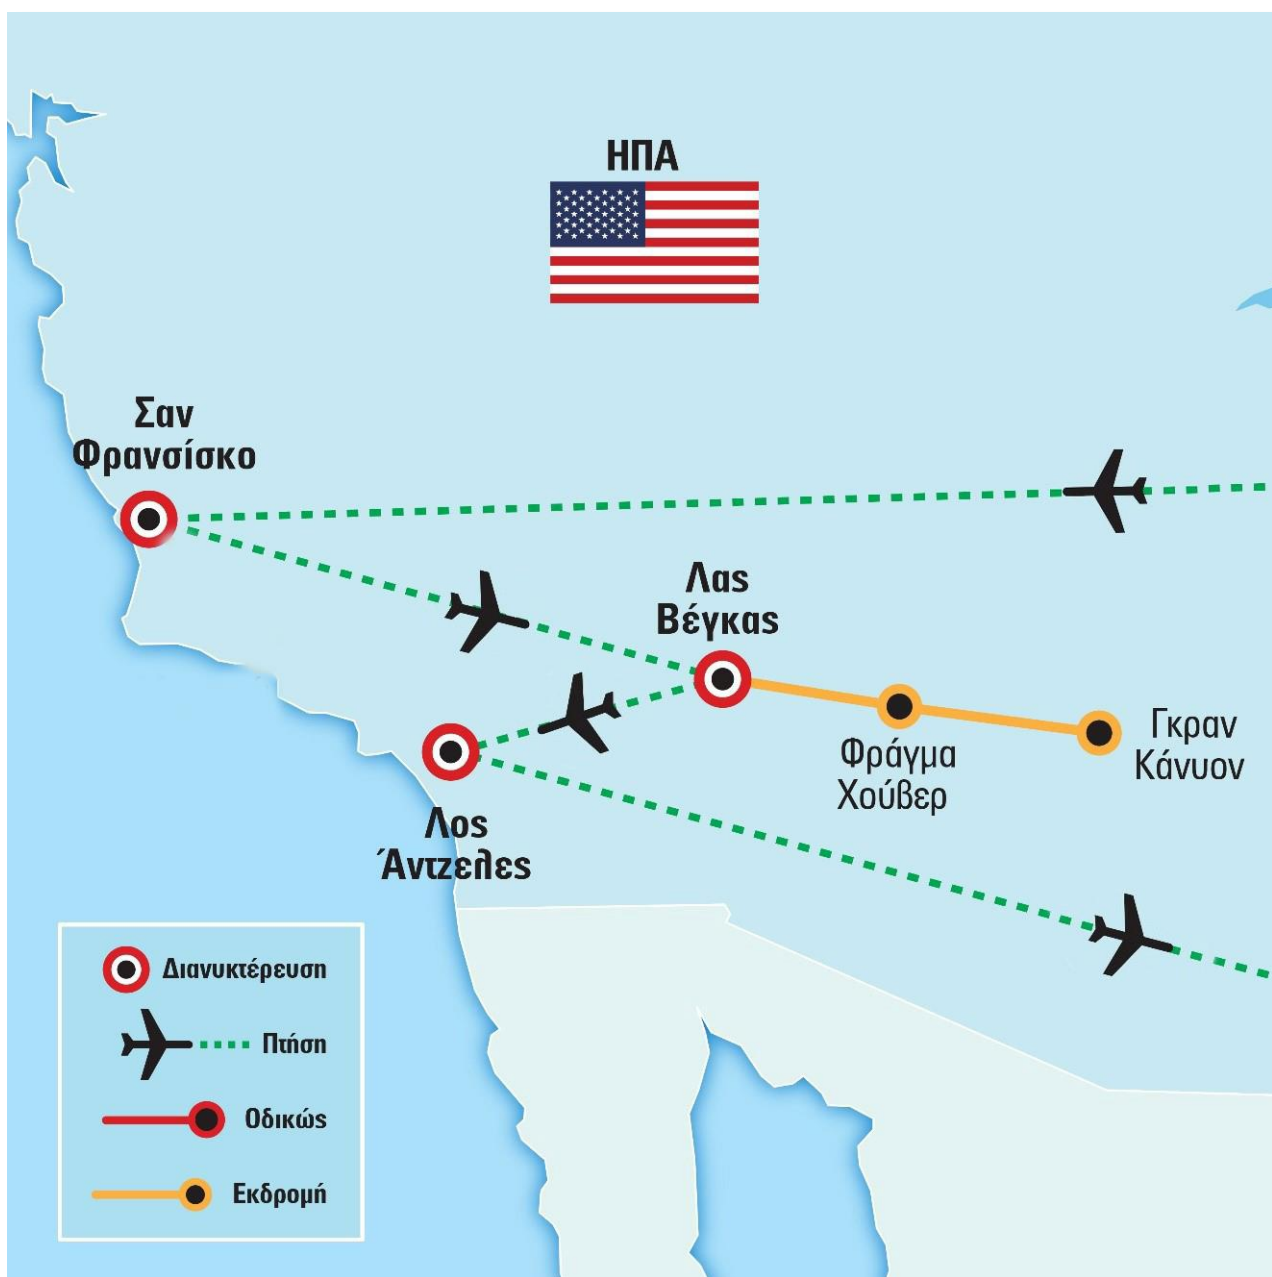 ΗΠΑ
Σαν
Φρανσίσκο
Λας
Βέγκας
Γκραν
Κάνυον
Φράγμα
Χούβερ
Λος
Άντζελες
Διανυκτέρευση
Πτήση
Οδικώς
Εκδρομή